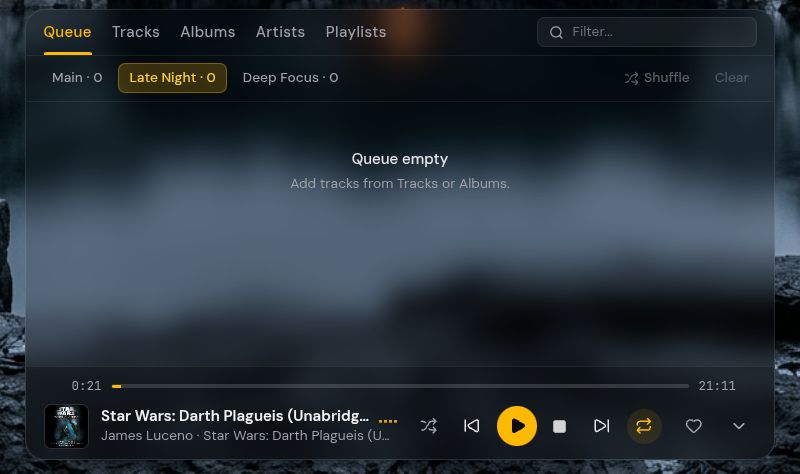 Queue Tracks Albums Artists Playlists Filter...
Main · 0 Late Night · 0 Deep Focus · 0 Shuffle Clear
Queue empty
Add tracks from Tracks or Albums.
0:21 21:11
STAR WARS
Star Wars: Darth Plagueis (Unabridg...
James Luceno · Star Wars: Darth Plagueis (U...